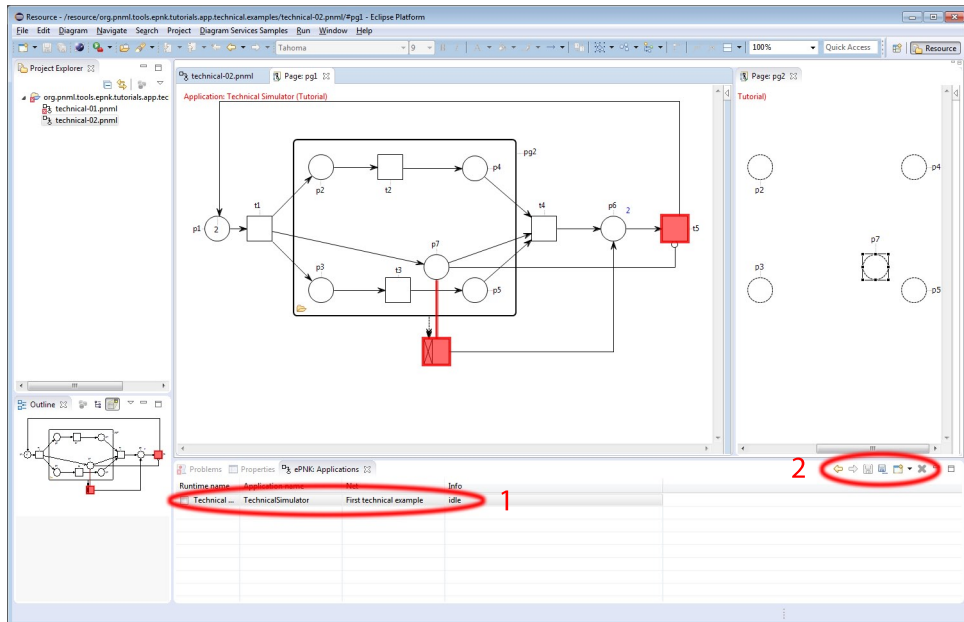 Resource - /resource/org.pnml.tools.epnk.tutorials.app.technical.examples/technical-02.pnml/#pg1 - Eclipse Platform
File Edit Diagram Navigate Search Project Diagram Services Samples Run Window Help
Tahoma 9 100% Quick Access Resource
Project Explorer
org.pnml.tools.epnk.tutorials.app.tec
technical-01.pnml
technical-02.pnml
technical-02.pnml Page: pg1
Application: Technical Simulator (Tutorial)
pg2
p2 t2 p4
t1 t4 p6 2
p1 2 t5
p7
p3 t3 p5
Page: pg2
Tutorial)
p2 p4
p7
p3 p5
Outline
Problems Properties ePNK: Applications
2
Runtime name Application name Net Info
Technical ... TechnicalSimulator First technical example idle
1